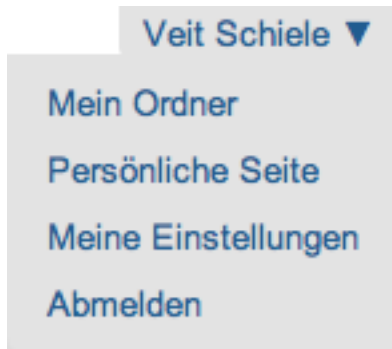 Veit Schiele ▼
Mein Ordner
Persönliche Seite
Meine Einstellungen
Abmelden